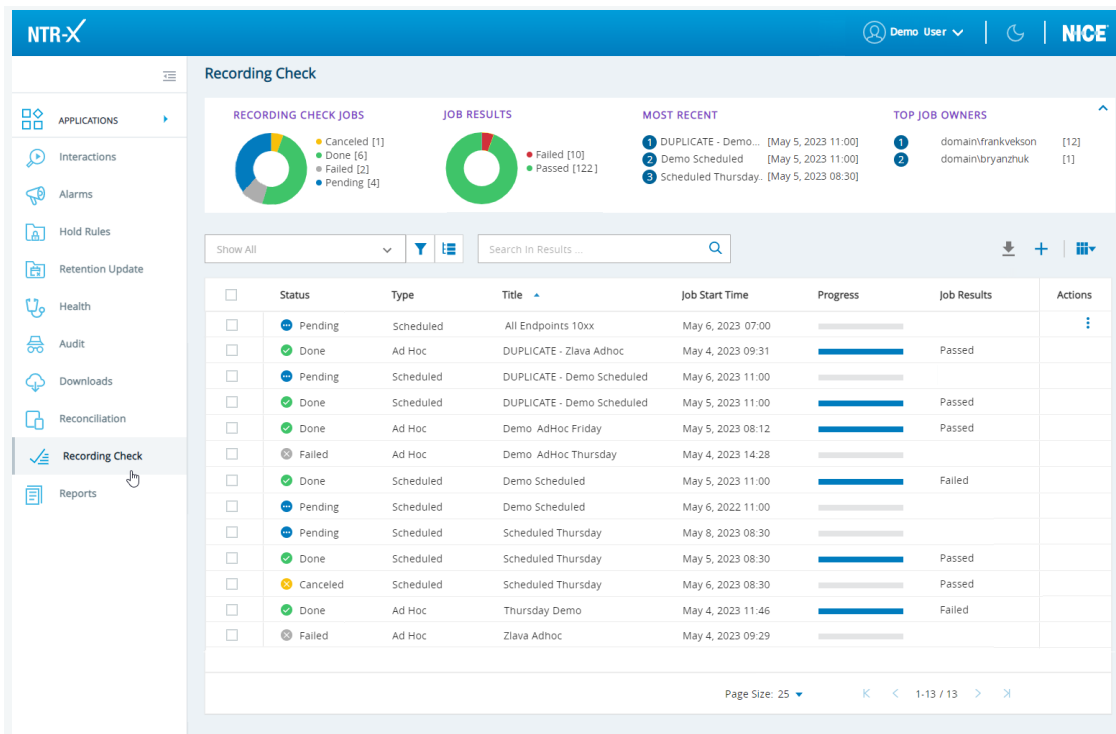 NTR-X
Demo User
NICE
Recording Check
APPLICATIONS
Interactions
Alarms
Hold Rules
Retention Update
Health
Audit
Downloads
Reconciliation
Recording Check
Reports
RECORDING CHECK JOBS
Canceled [1]
Done [6]
Failed [2]
Pending [4]
JOB RESULTS
Failed [10]
Passed [122]
MOST RECENT
1 DUPLICATE - Demo... [May 5, 2023 11:00]
2 Demo Scheduled [May 5, 2023 11:00]
3 Scheduled Thursday.. [May 5, 2023 08:30]
TOP JOB OWNERS
1 domain\frankvekson [12]
2 domain\bryanzhuk [1]
Show All
Search In Results ...
Status Type Title Job Start Time Progress Job Results Actions
Pending Scheduled All Endpoints 10xx May 6, 2023 07:00
Done Ad Hoc DUPLICATE - Zlava Adhoc May 4, 2023 09:31 Passed
Pending Scheduled DUPLICATE - Demo Scheduled May 6, 2023 11:00
Done Scheduled DUPLICATE - Demo Scheduled May 5, 2023 11:00 Passed
Done Ad Hoc Demo AdHoc Friday May 5, 2023 08:12 Passed
Failed Ad Hoc Demo AdHoc Thursday May 4, 2023 14:28
Done Scheduled Demo Scheduled May 5, 2023 11:00 Failed
Pending Scheduled Demo Scheduled May 6, 2022 11:00
Pending Scheduled Scheduled Thursday May 8, 2023 08:30
Done Scheduled Scheduled Thursday May 5, 2023 08:30 Passed
Canceled Scheduled Scheduled Thursday May 6, 2023 08:30 Passed
Done Ad Hoc Thursday Demo May 4, 2023 11:46 Failed
Failed Ad Hoc Zlava Adhoc May 4, 2023 09:29
Page Size: 25 1-13 / 13